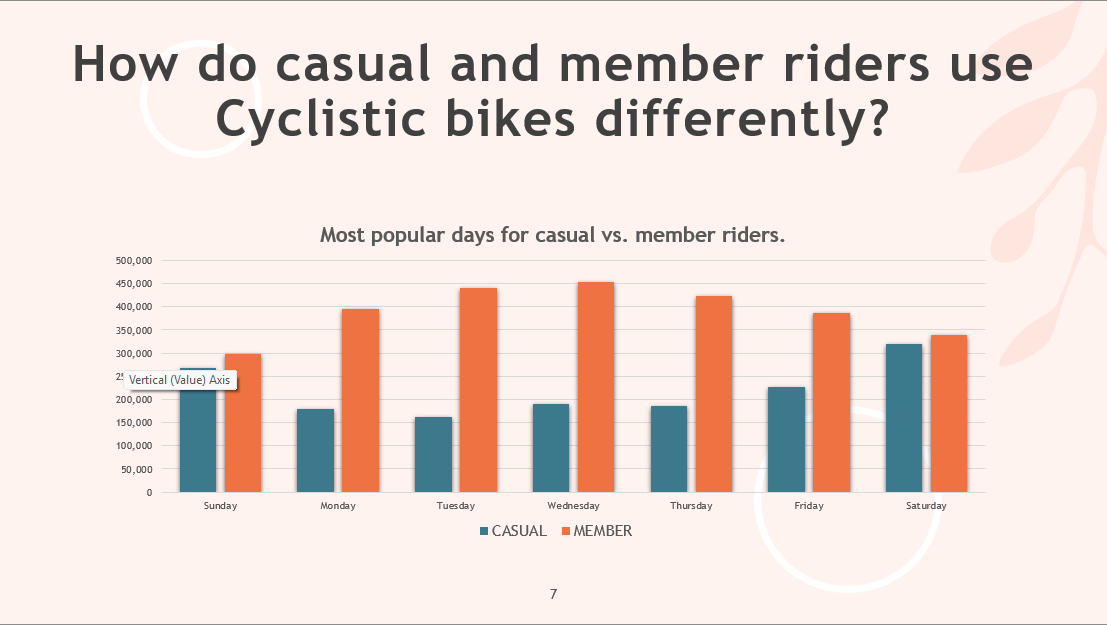 How do casual and member riders use
Cyclistic bikes differently?
Most popular days for casual vs. member riders.
500,000
450,000
400,000
350,000
300,000
Vertical (Value) Axis
200,000
150,000
100,000
50,000
0
Sunday Monday Tuesday Wednesday Thursday Friday Saturday
CASUAL MEMBER
7